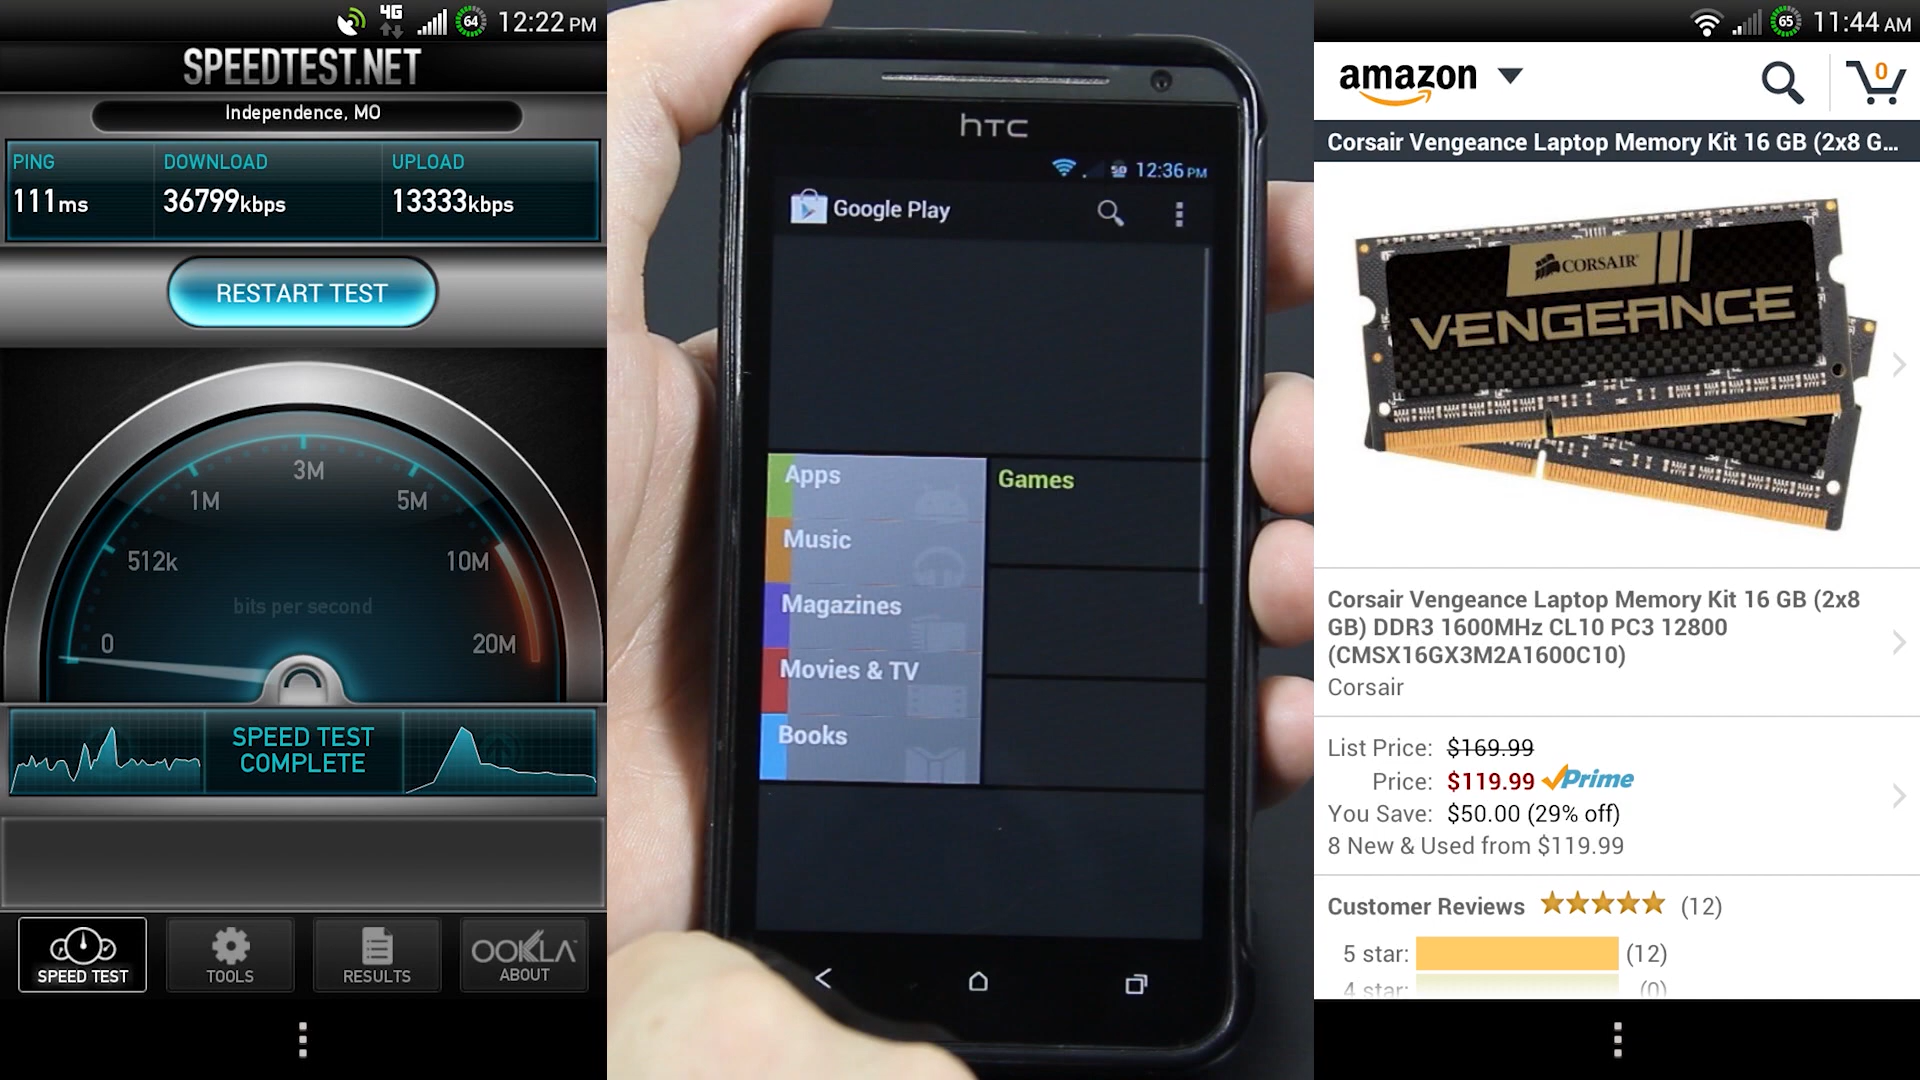 4G 64 12:22 PM
SPEEDTEST.NET
Independence, MO
PING DOWNLOAD UPLOAD
111ms 36799kbps 13333kbps
RESTART TEST
3M
1M 5M
512k 10M
bits per second
0 20M
SPEED TEST
COMPLETE
SPEED TEST
TOOLS
RESULTS
OOKLA
ABOUT
hTC
50 12:36 PM
Google Play
Apps
Music
Magazines
Movies & TV
Books
Games
65 11:44 AM
amazon 0
Corsair Vengeance Laptop Memory Kit 16 GB (2x8 G...
CORSAIR
VENGEANCE
Corsair Vengeance Laptop Memory Kit 16 GB (2x8
GB) DDR3 1600MHz CL10 PC3 12800
(CMSX16GX3M2A1600C10)
Corsair
List Price: $169.99
Price: $119.99 Prime
You Save: $50.00 (29% off)
8 New & Used from $119.99
Customer Reviews (12)
5 star: (12)
4 star: (0)